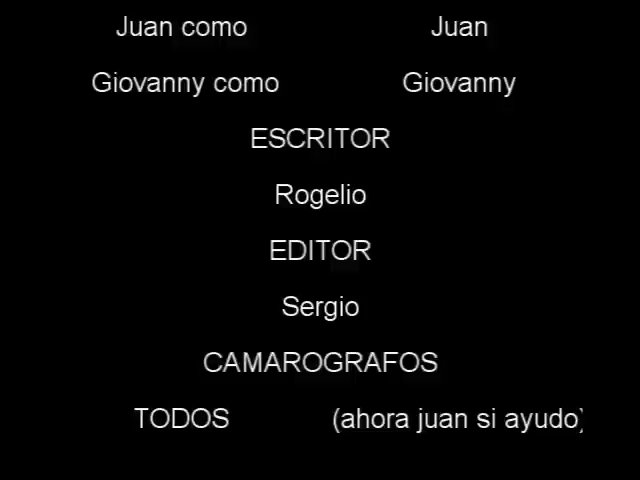 Juan como Juan
Giovanny como Giovanny
ESCRITOR
Rogelio
EDITOR
Sergio
CAMAROGRAFOS
TODOS (ahora juan si ayudo)